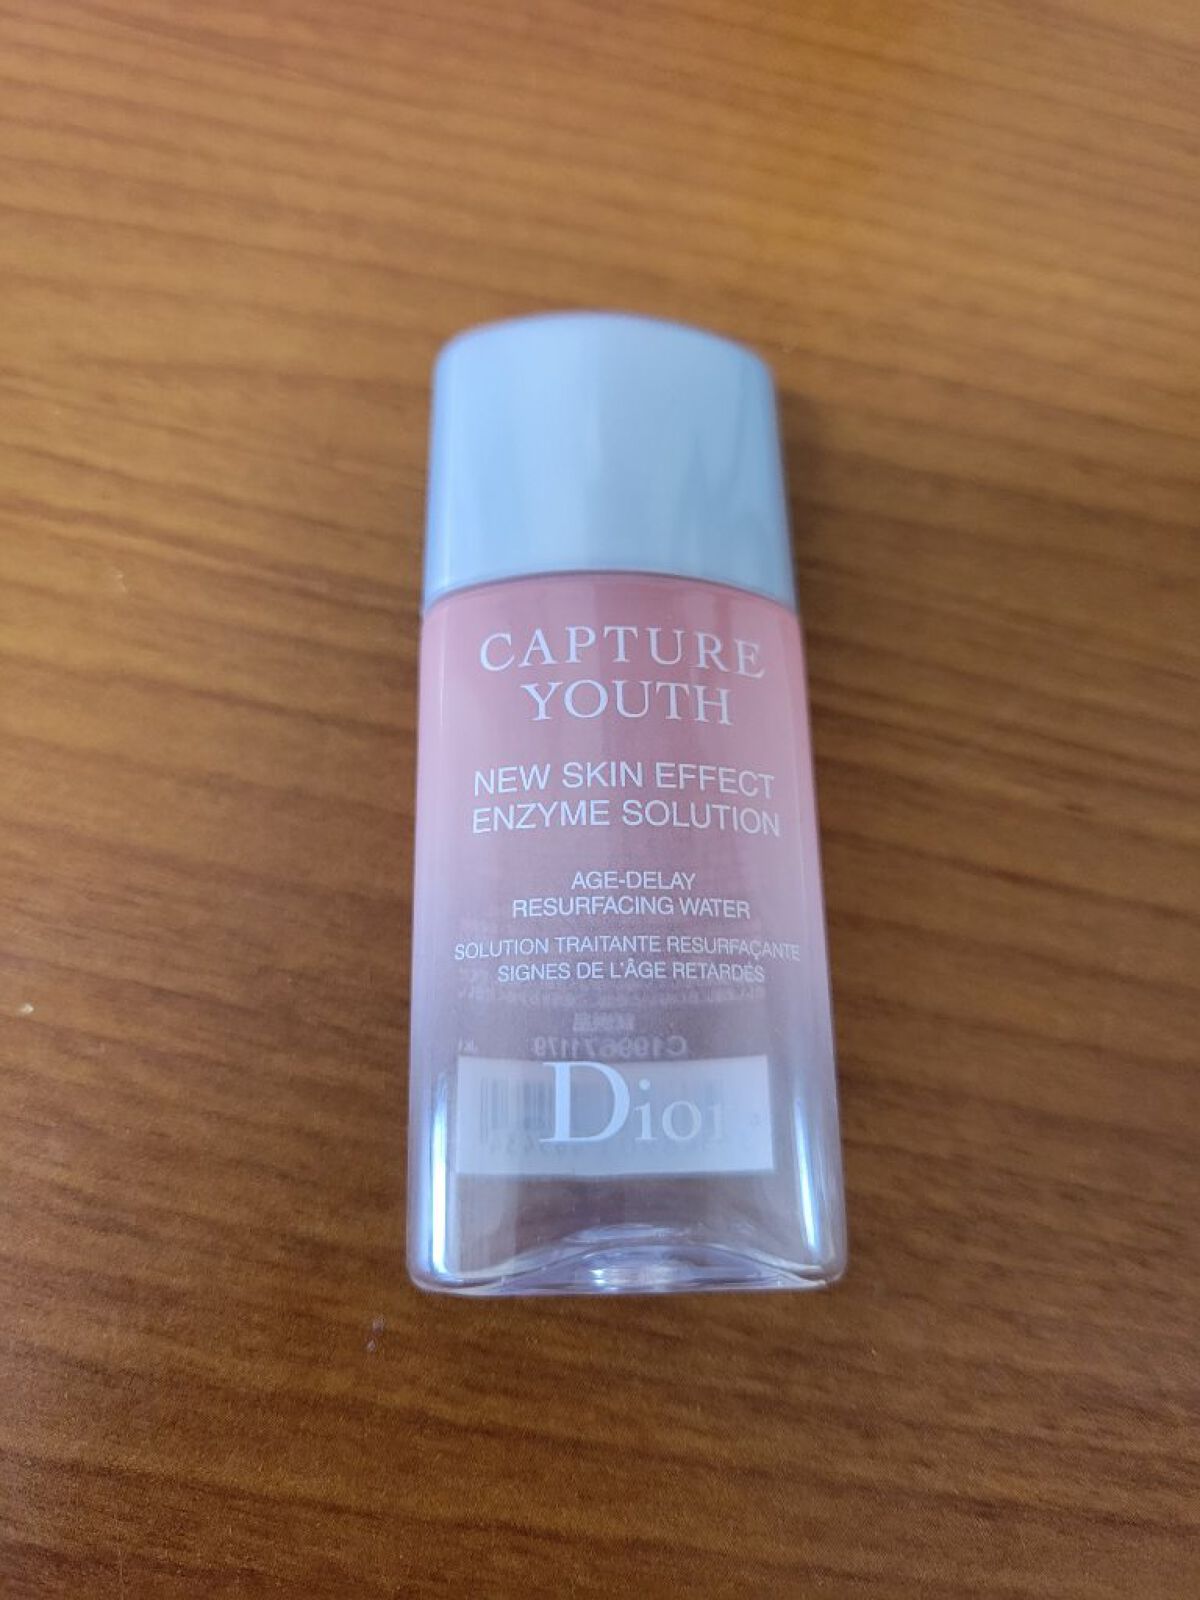 CAPTURE
YOUTH
NEW SKIN EFFECT
ENZYME SOLUTION
AGE-DELAY
RESURFACING WATER
SOLUTION TRAITANTE RESURFAÇANTE
SIGNES DE L'ÂGE RETARDÉS
C199671179
Dior